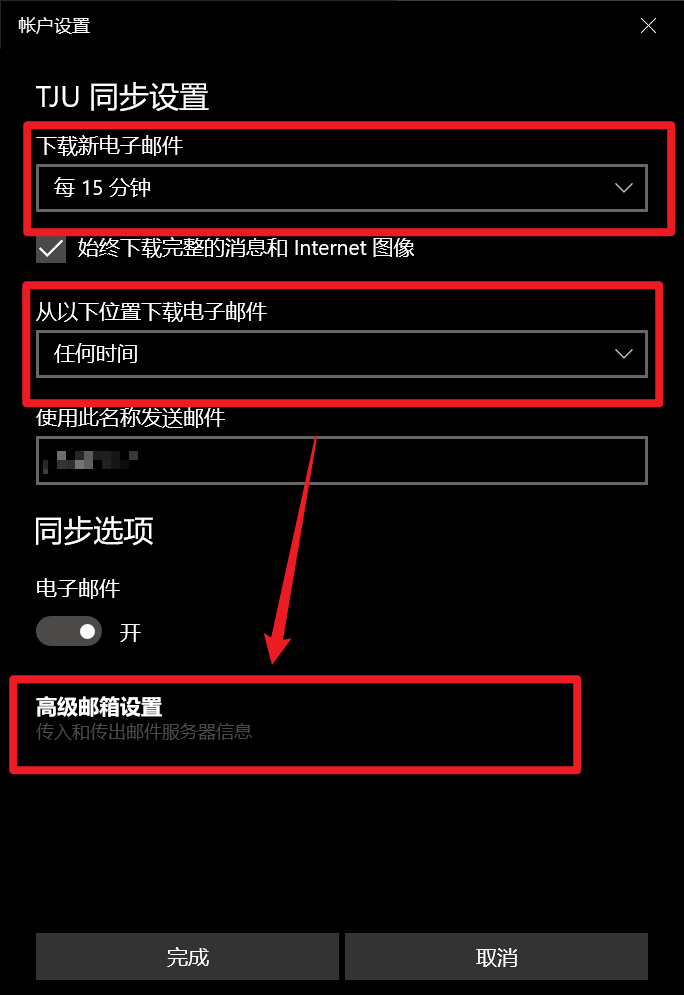 帐户设置
TJU 同步设置
下载新电子邮件
每 15 分钟
始终下载完整的消息和 Internet 图像
从以下位置下载电子邮件
任何时间
使用此名称发送邮件
同步选项
电子邮件
开
高级邮箱设置
传入和传出邮件服务器信息
完成
取消